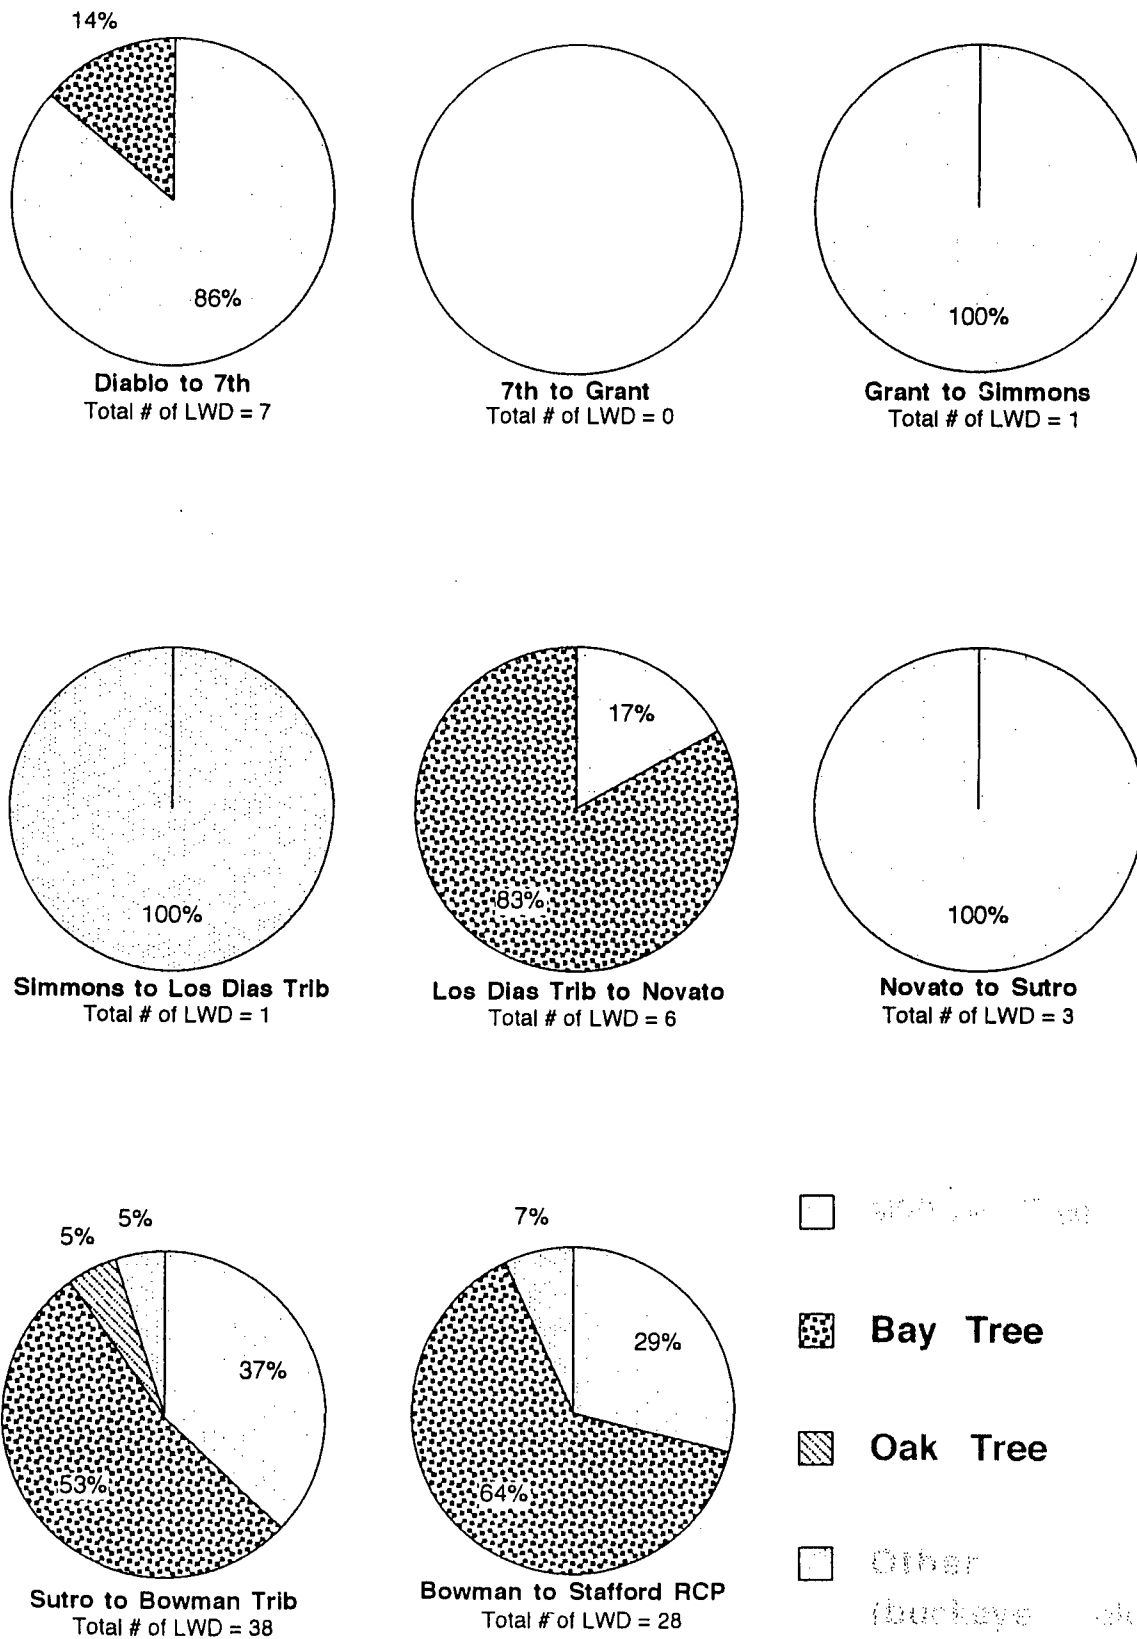 14%
86%
Diablo to 7th
Total # of LWD = 7
7th to Grant
Total # of LWD = 0
100%
Grant to Simmons
Total # of LWD = 1
100%
Simmons to Los Dias Trib
Total # of LWD = 1
17%
83%
Los Dias Trib to Novato
Total # of LWD = 6
100%
Novato to Sutro
Total # of LWD = 3
5%
5%
37%
53%
Sutro to Bowman Trib
Total # of LWD = 38
7%
29%
64%
Bowman to Stafford RCP
Total # of LWD = 28
Bay Tree
Oak Tree
Other
(buckeye